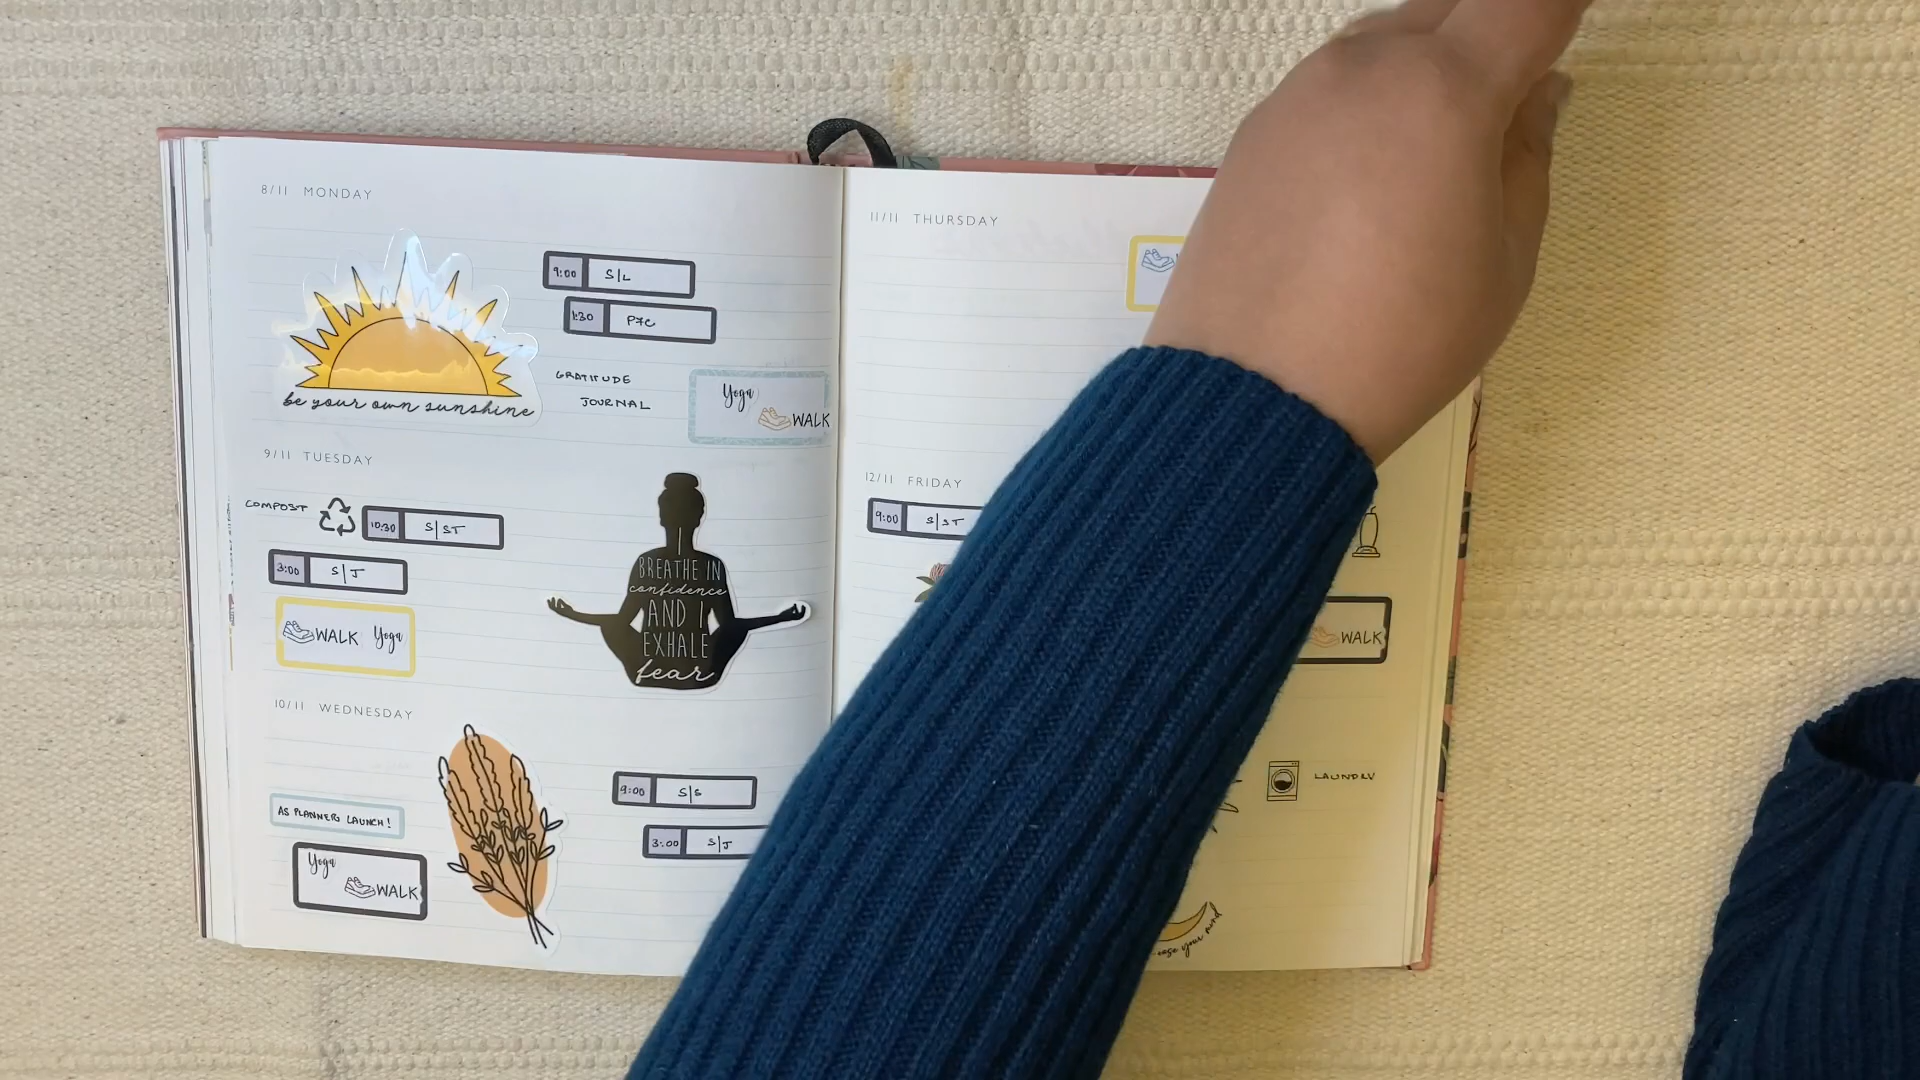 8/11 MONDAY
9:00 S/L
1:30
GRATITUDE
JOURNAL
be your own sunshine
Yoga
WALK
9/11 TUESDAY
COMPOST
10:30 S/ST
3:00 S/J
WALK Yoga
I
BREATHE IN
confidence
AND I
EXHALE
fear
10/11 WEDNESDAY
9:00 S/S
3:00 S/J
AS PLANNERS LAUNCH!
Yoga
WALK
11/11 THURSDAY
12/11 FRIDAY
9:00 S/ST
WALK
LAUNDRY
your mind